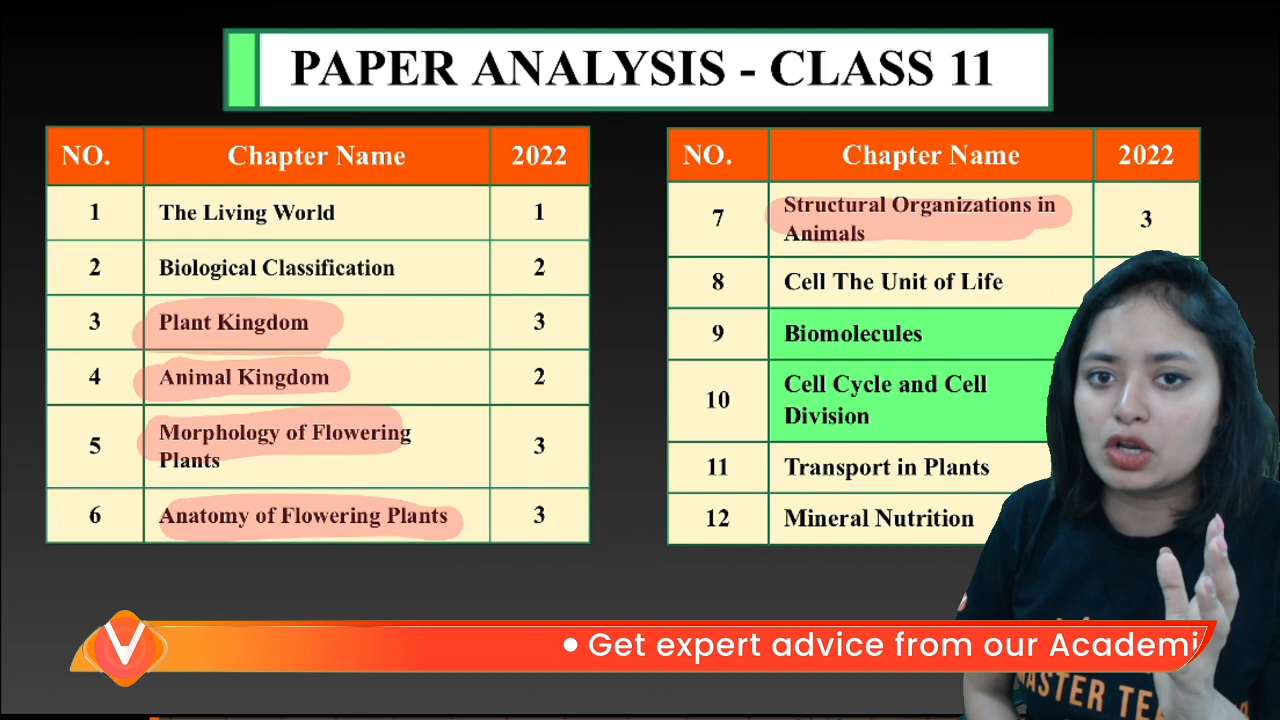 PAPER ANALYSIS - CLASS 11
NO. Chapter Name 2022
1 The Living World 1
2 Biological Classification 2
3 Plant Kingdom 3
4 Animal Kingdom 2
5 Morphology of Flowering
Plants 3
6 Anatomy of Flowering Plants 3
NO. Chapter Name 2022
7 Structural Organizations in
Animals 3
8 Cell The Unit of Life
9 Biomolecules
10 Cell Cycle and Cell
Division
11 Transport in Plants
12 Mineral Nutrition
V
• Get expert advice from our Academi
MASTER TEA